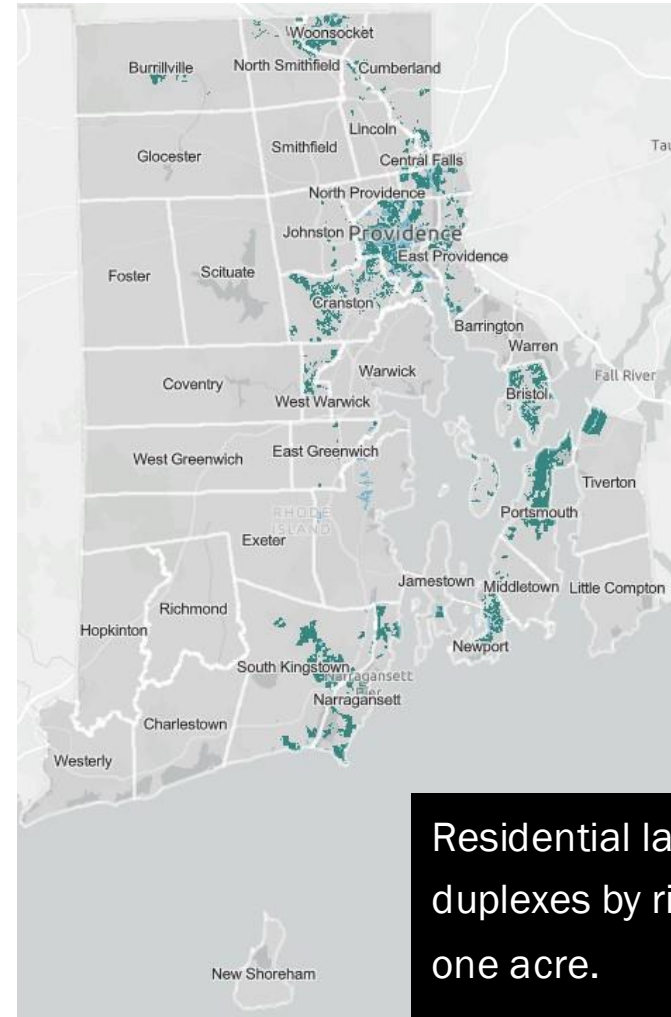 Woonsocket
Burrillville
North Smithfield
Cumberland
Lincoln
Glocester
Smithfield
Central Falls
North Providence
Johnston
Providence
East Providence
Foster
Scituate
Cranston
Barrington
Warren
Warwick
Fall River
Coventry
Bristol
West Warwick
West Greenwich
East Greenwich
Tiverton
RHODE
ISLAND
Portsmouth
Exeter
Jamestown
Middletown
Little Compton
Richmond
Hopkinton
Newport
South Kingstown
Narragansett
Pier
Narragansett
Charlestown
Westerly
New Shoreham
Residential
duplexes by
one acre.